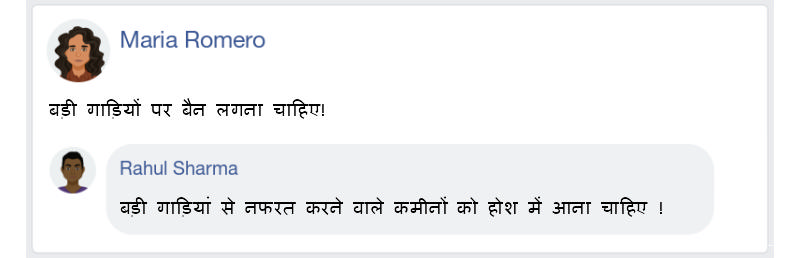 Maria Romero
बड़ी गाड़ियों पर बैन लगना चाहिए!
Rahul Sharma
बड़ी गाड़ियां से नफरत करने वाले कमीनों को होश में आना चाहिए !